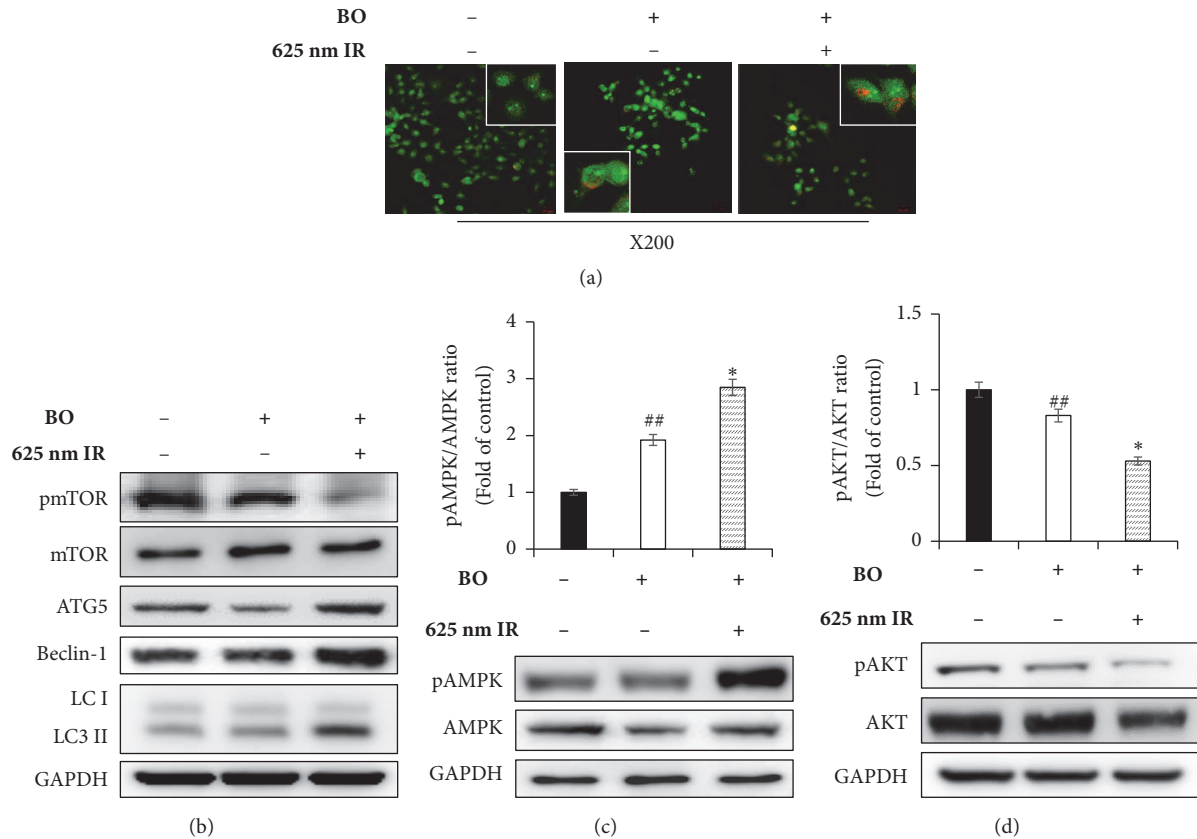 BO – + +
625 nm IR – – +
X200
(a)
BO – + +
625 nm IR – – +
pmTOR
mTOR
ATG5
Beclin-1
LC I
LC3 II
GAPDH
(b)
pAMPK/AMPK ratio
(Fold of control)
4
3
2
1
0
##
*
BO – + +
625 nm IR – – +
pAMPK
AMPK
GAPDH
(c)
pAKT/AKT ratio
(Fold of control)
1.5
1
0.5
0
##
*
BO – + +
625 nm IR – – +
pAKT
AKT
GAPDH
(d)